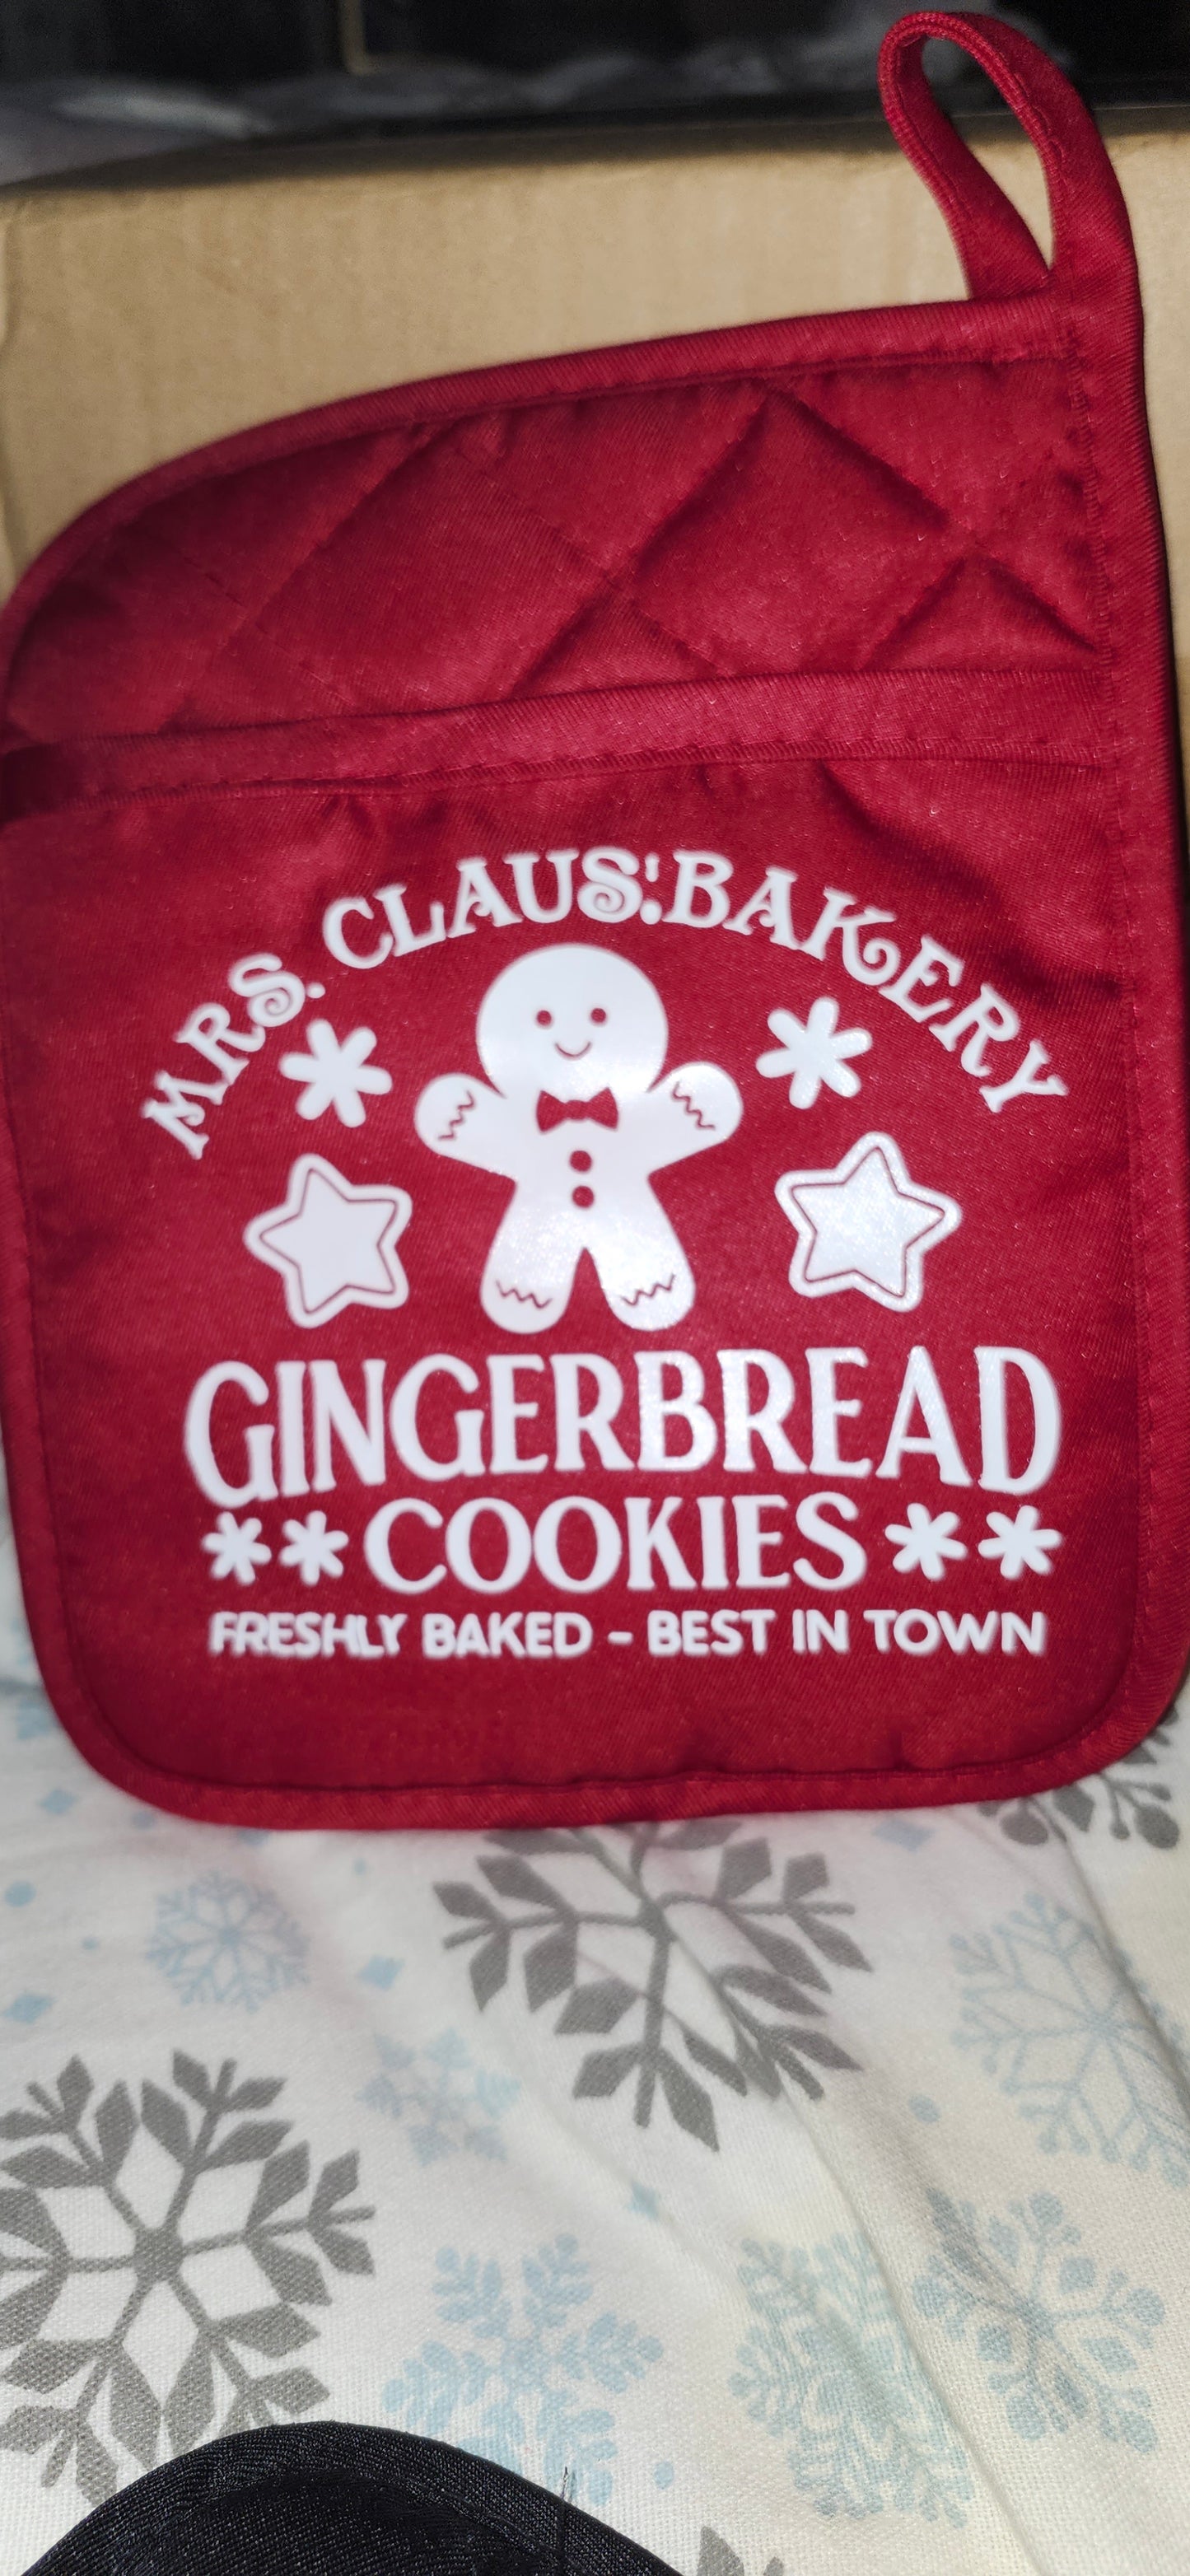 MRS. CLAUS'.BAKERY
GINGERBREAD
COOKIES
FRESHLY BAKED - BEST IN TOWN